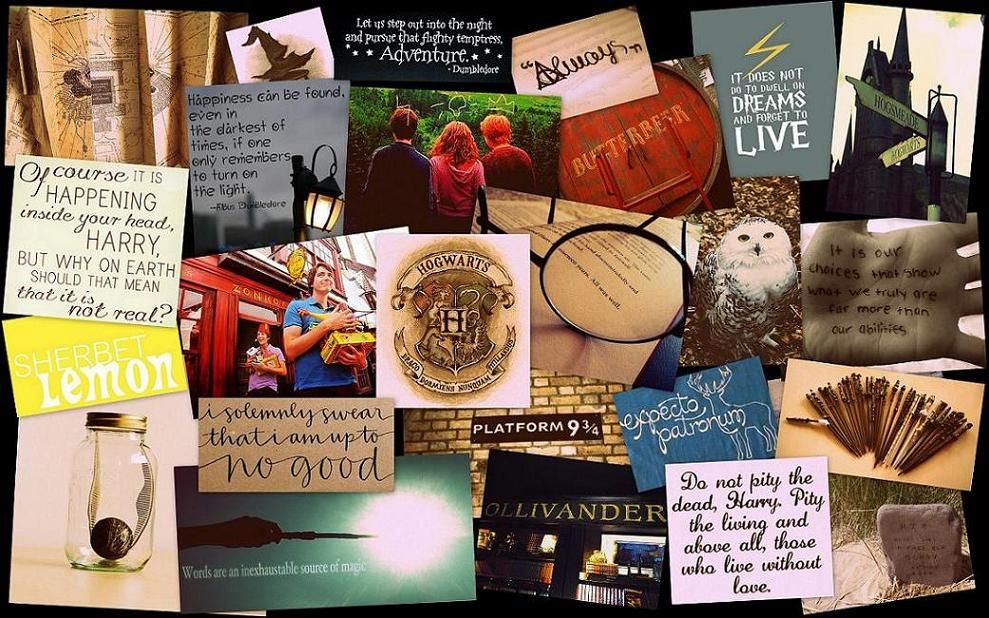 Let us step out into the night
and pursue that flighty temptress,
Adventure.
- Dumbledore
"Always"
IT DOES NOT
DO TO DWELL ON
DREAMS
AND FORGET TO
LIVE
HOGSMEADE
HOGWARTS
Happiness can be found,
even in
the darkest of
times, if one
only remembers
to turn on
the light.
-Albus Dumbledore
BUTTERBEER
Of course IT IS
HAPPENING
inside your head,
HARRY,
BUT WHY ON EARTH
SHOULD THAT MEAN
that it is
not real?
ZONKO'S
HOGWARTS
H
DRACO DORMIENS NUNQUAM TITILLANDUS
All was well.
It is our
choices that show
what we truly are
far more than
our abilities.
SHERBET
Lemon
i solemnly swear
that i am up to
no good
PLATFORM 9 3/4
expecto
patronum
Words are an inexhaustable source of magic
OLLIVANDER
Do not pity the
dead, Harry. Pity
the living and
above all, those
who live without
love.